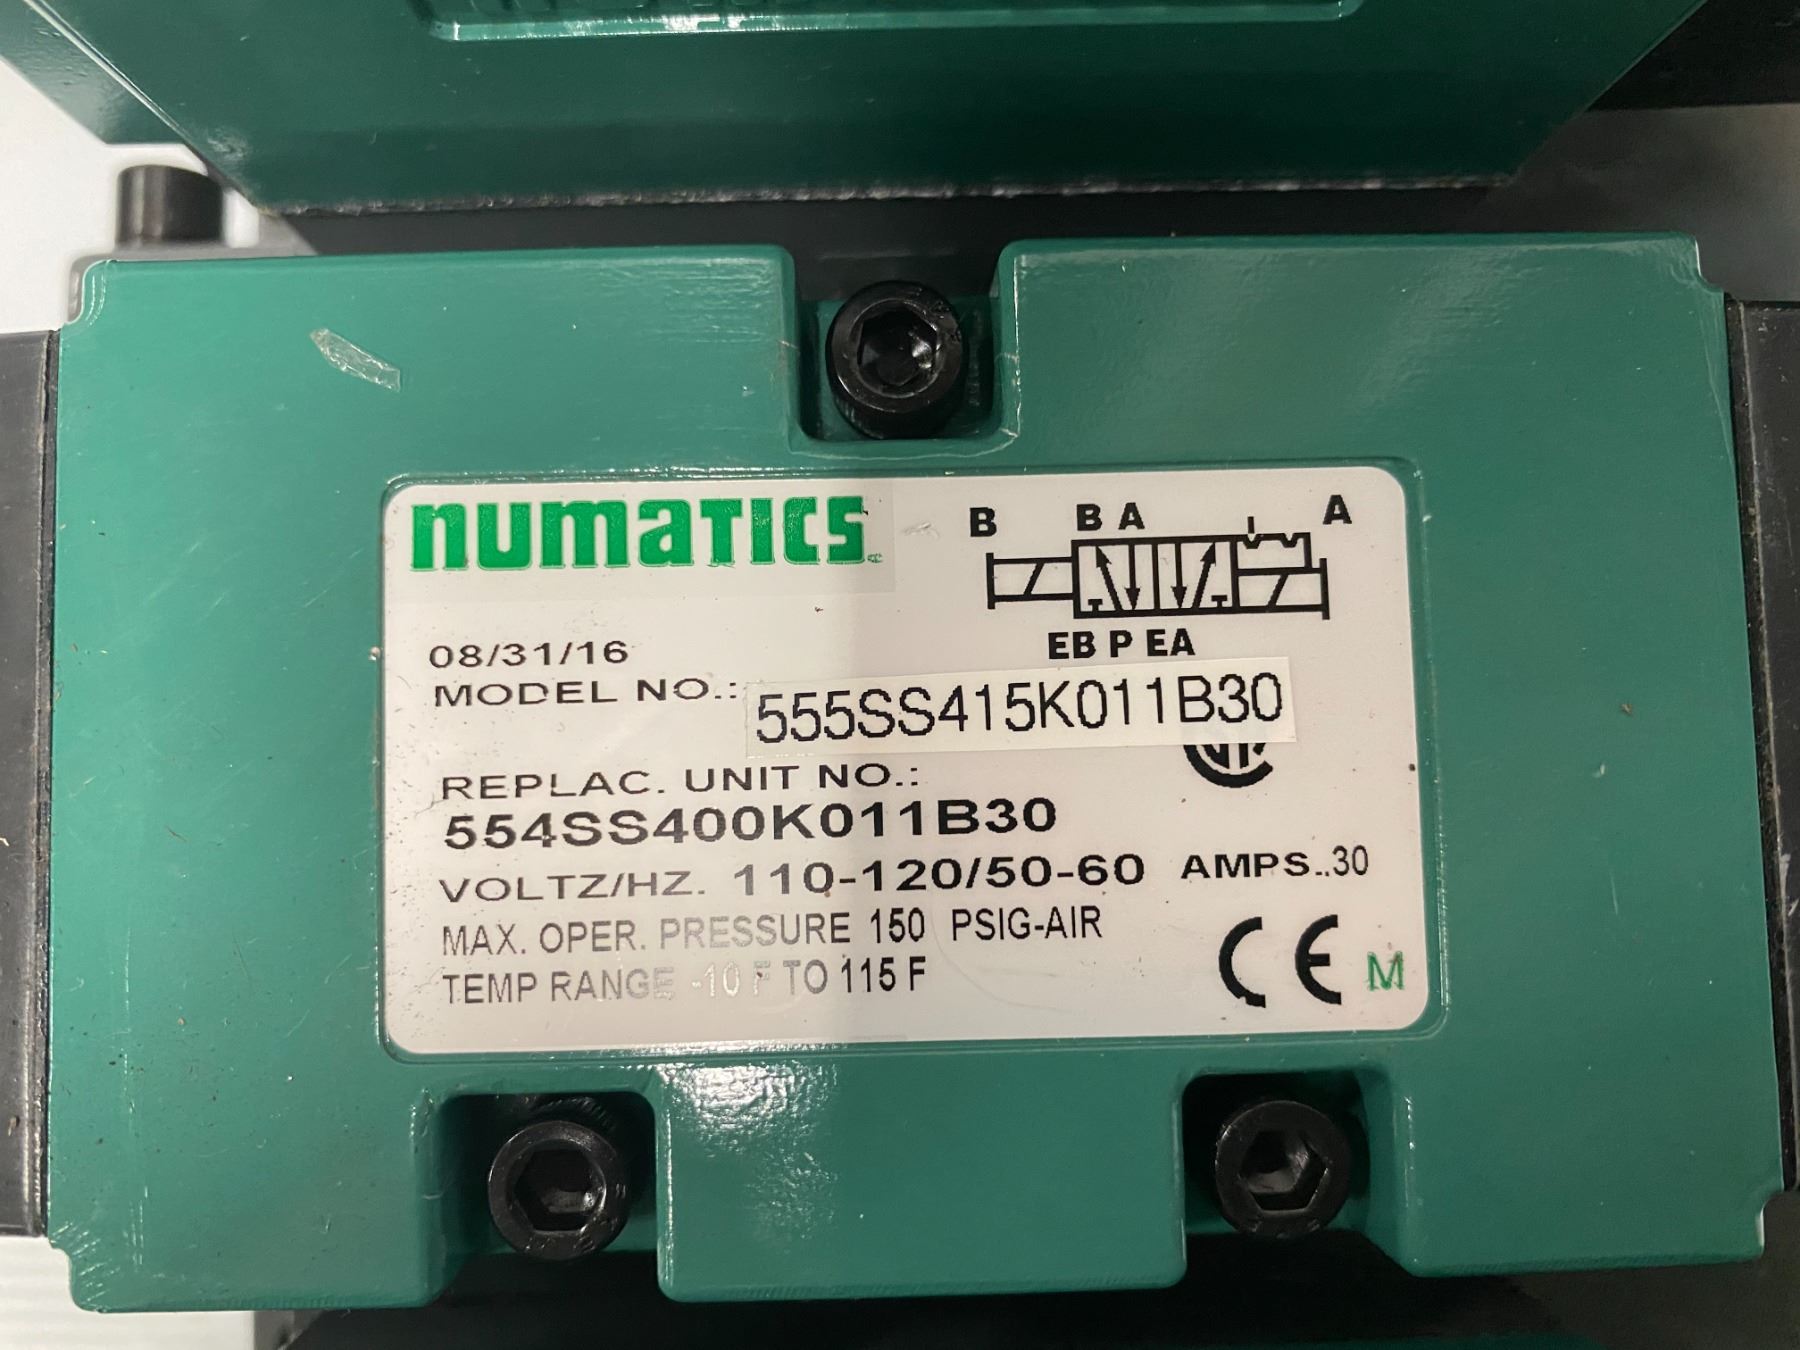 numatics
B B A A
EB P EA
08/31/16
MODEL NO.: 555SS415K011B30
REPLAC. UNIT NO.:
554SS400K011B30
VOLTZ/HZ. 110-120/50-60 AMPS..30
MAX. OPER. PRESSURE 150 PSIG-AIR
TEMP RANGE -10 F TO 115 F
CE M